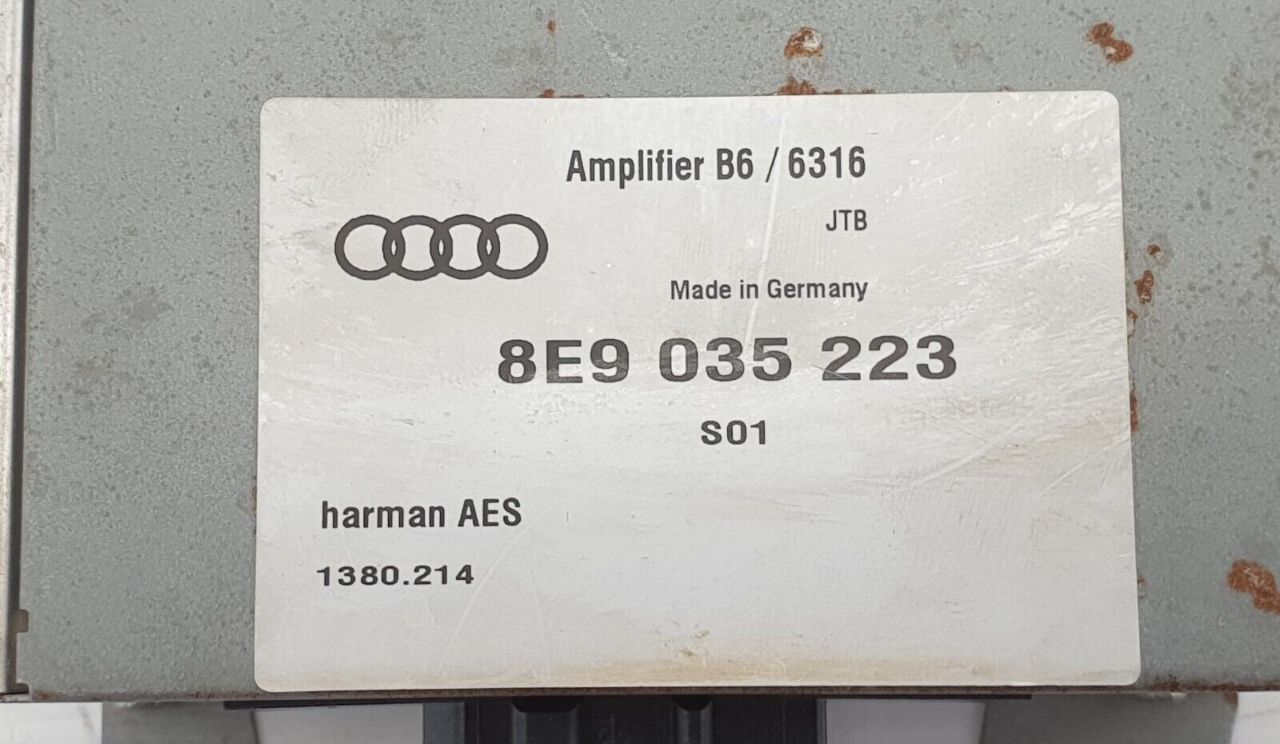 Amplifier B6 / 6316
JTB
Made in Germany
8E9 035 223
S01
harman AES
1380.214